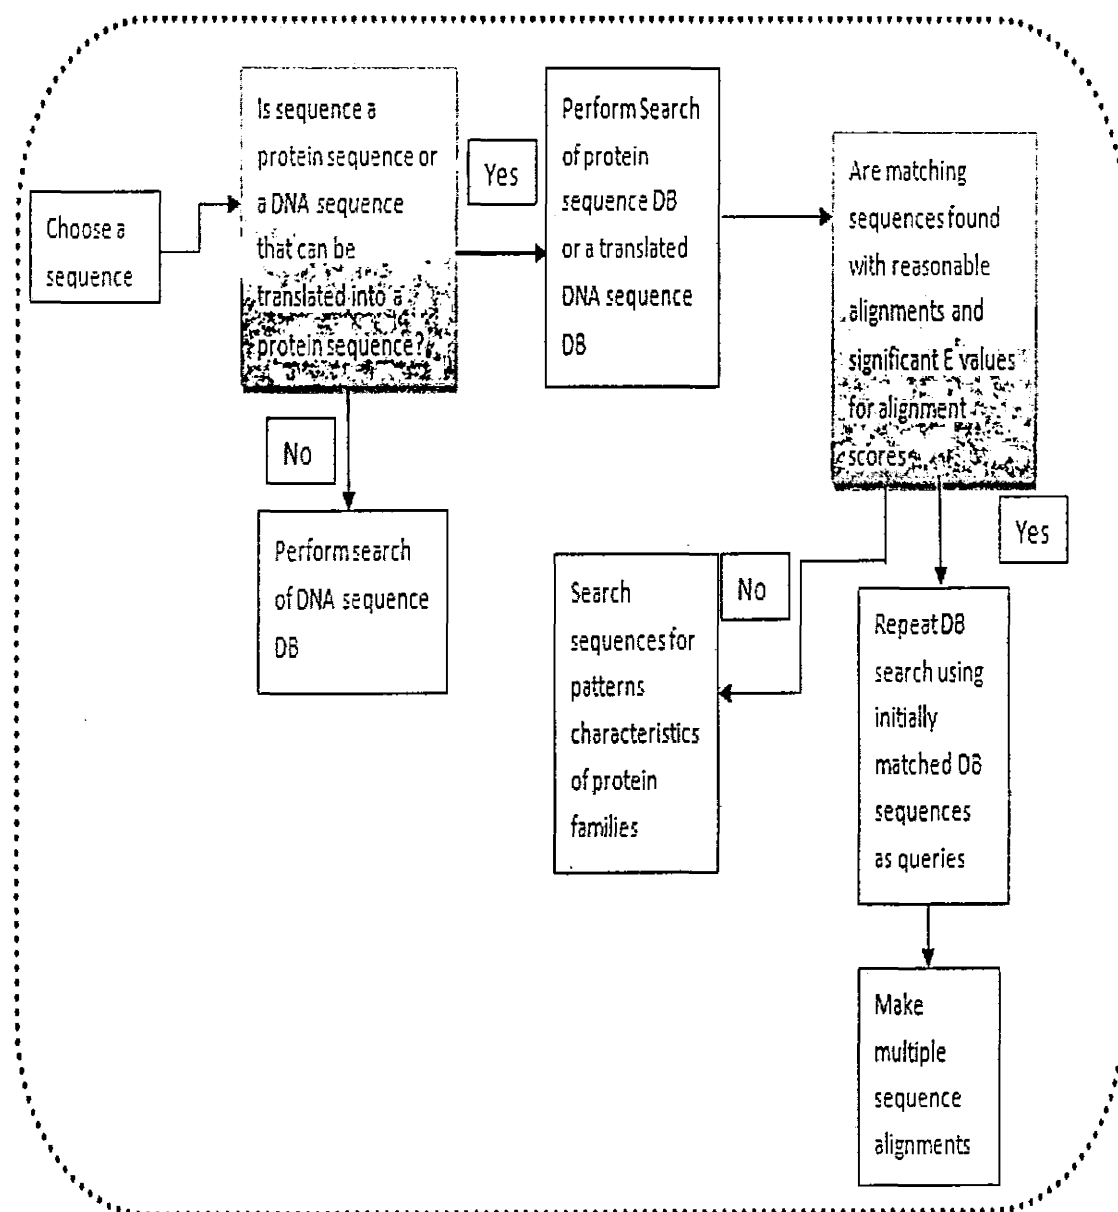 Choose a
sequence
Is sequence a
protein sequence or
a DNA sequence
that can be
translated into a
protein sequence?
Yes
No
Perform search
of DNA sequence
DB
Perform Search
of protein
sequence DB
or a translated
DNA sequence
DB
Are matching
sequences found
with reasonable
alignments and
significant E values
for alignment
scores
No
Search
sequences for
patterns
characteristics
of protein
families
Yes
Repeat DB
search using
initially
matched DB
sequences
as queries
Make
multiple
sequence
alignments